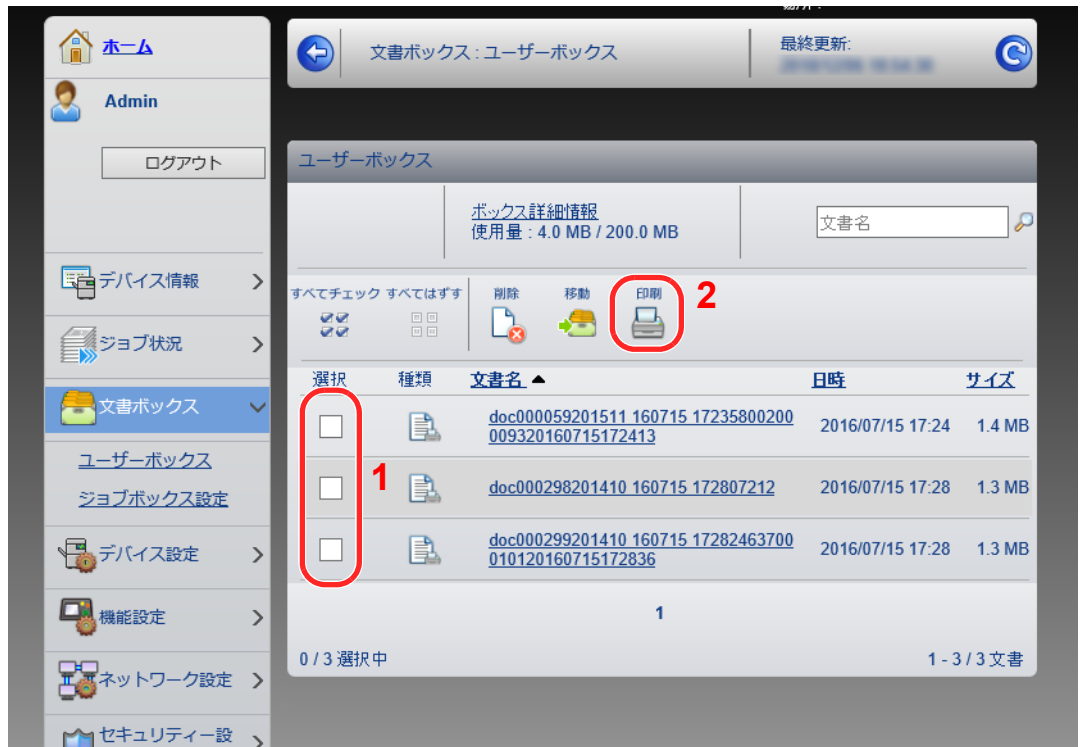 ホーム
Admin
ログアウト
デバイス情報
ジョブ状況
文書ボックス
ユーザーボックス
ジョブボックス設定
デバイス設定
機能設定
ネットワーク設定
セキュリティー設
文書ボックス : ユーザーボックス
最終更新:
ユーザーボックス
ボックス詳細情報
使用量 : 4.0 MB / 200.0 MB
文書名
すべてチェック すべてはずす 削除 移動 印刷
2
選択 種類 文書名 ▲ 日時 サイズ
1
doc000059201511 160715 17235800200
009320160715172413
2016/07/15 17:24 1.4 MB
doc000298201410 160715 172807212 2016/07/15 17:28 1.3 MB
doc000299201410 160715 17282463700
010120160715172836
2016/07/15 17:28 1.3 MB
1
0 / 3 選択中 1 - 3 / 3 文書